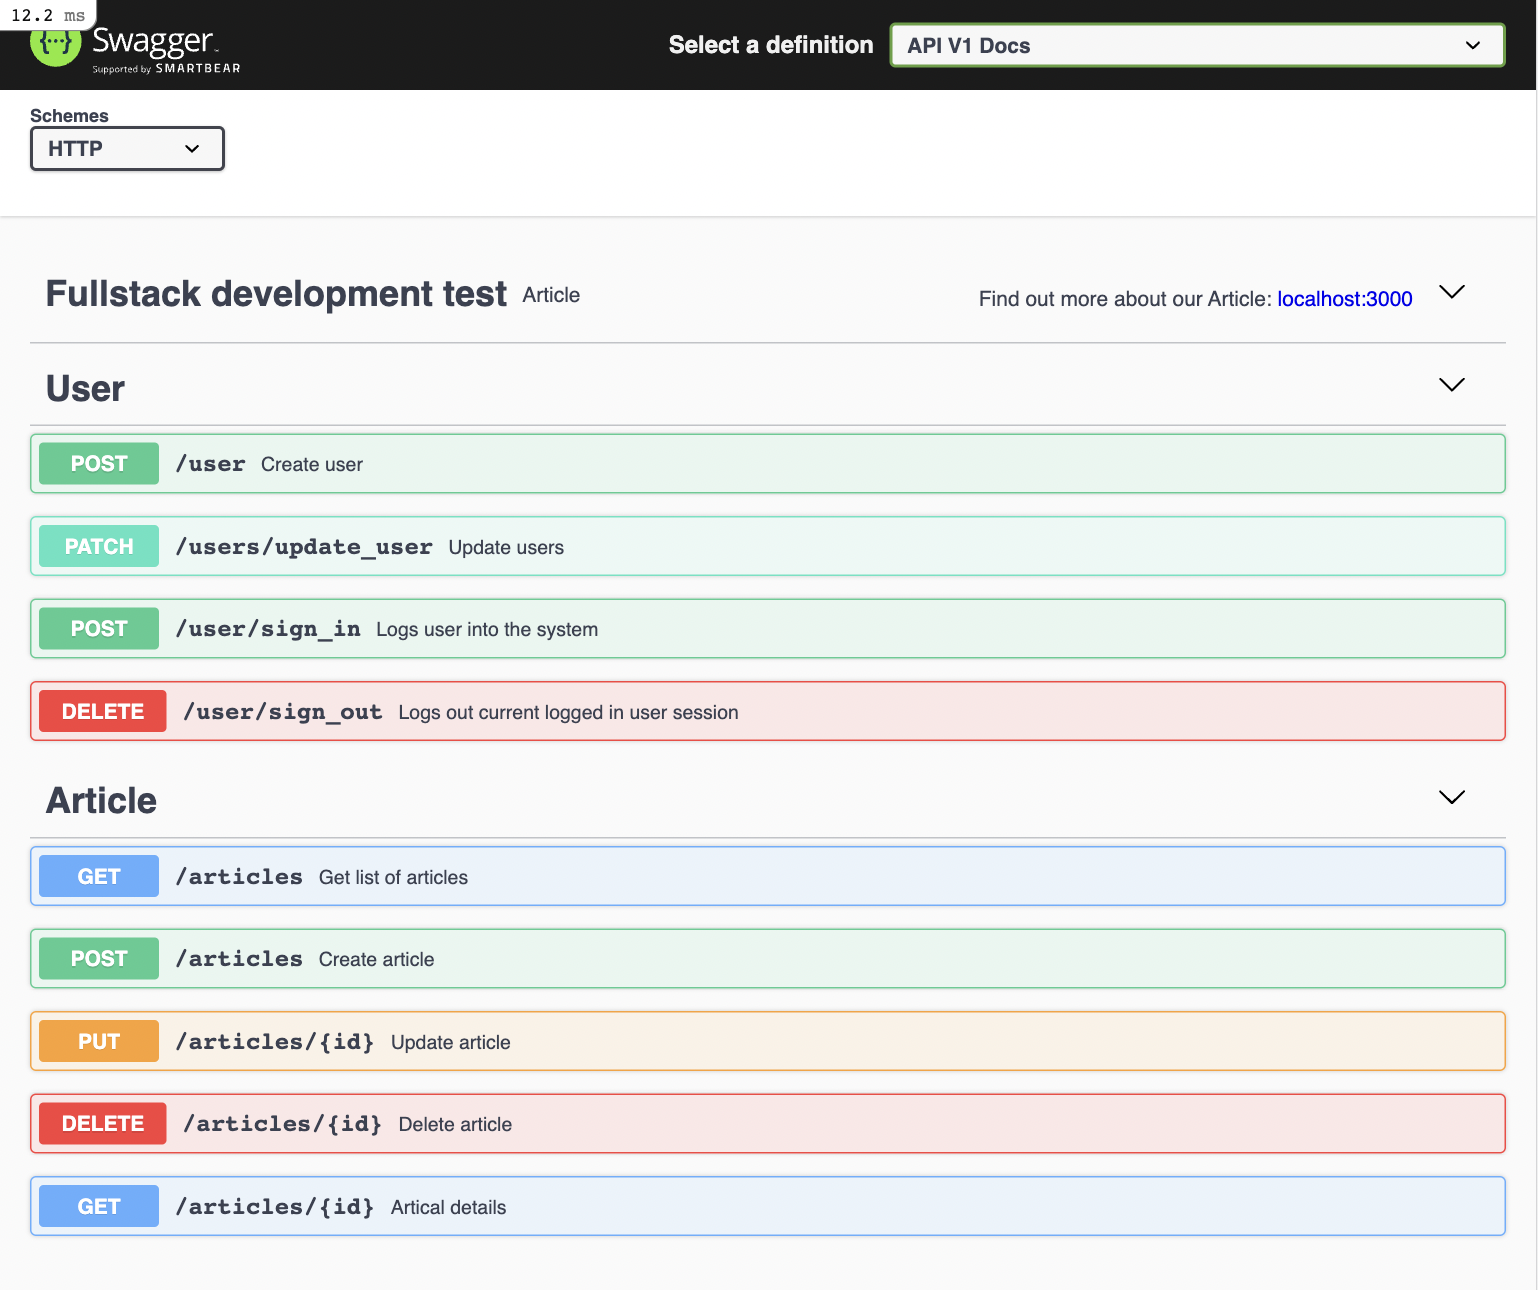 12.2 ms
{···} Swagger™
Supported by SMARTBEAR
Select a definition API V1 Docs
Schemes
HTTP
Fullstack development test Article
Find out more about our Article: localhost:3000
User
POST /user Create user
PATCH /users/update_user Update users
POST /user/sign_in Logs user into the system
DELETE /user/sign_out Logs out current logged in user session
Article
GET /articles Get list of articles
POST /articles Create article
PUT /articles/{id} Update article
DELETE /articles/{id} Delete article
GET /articles/{id} Artical details